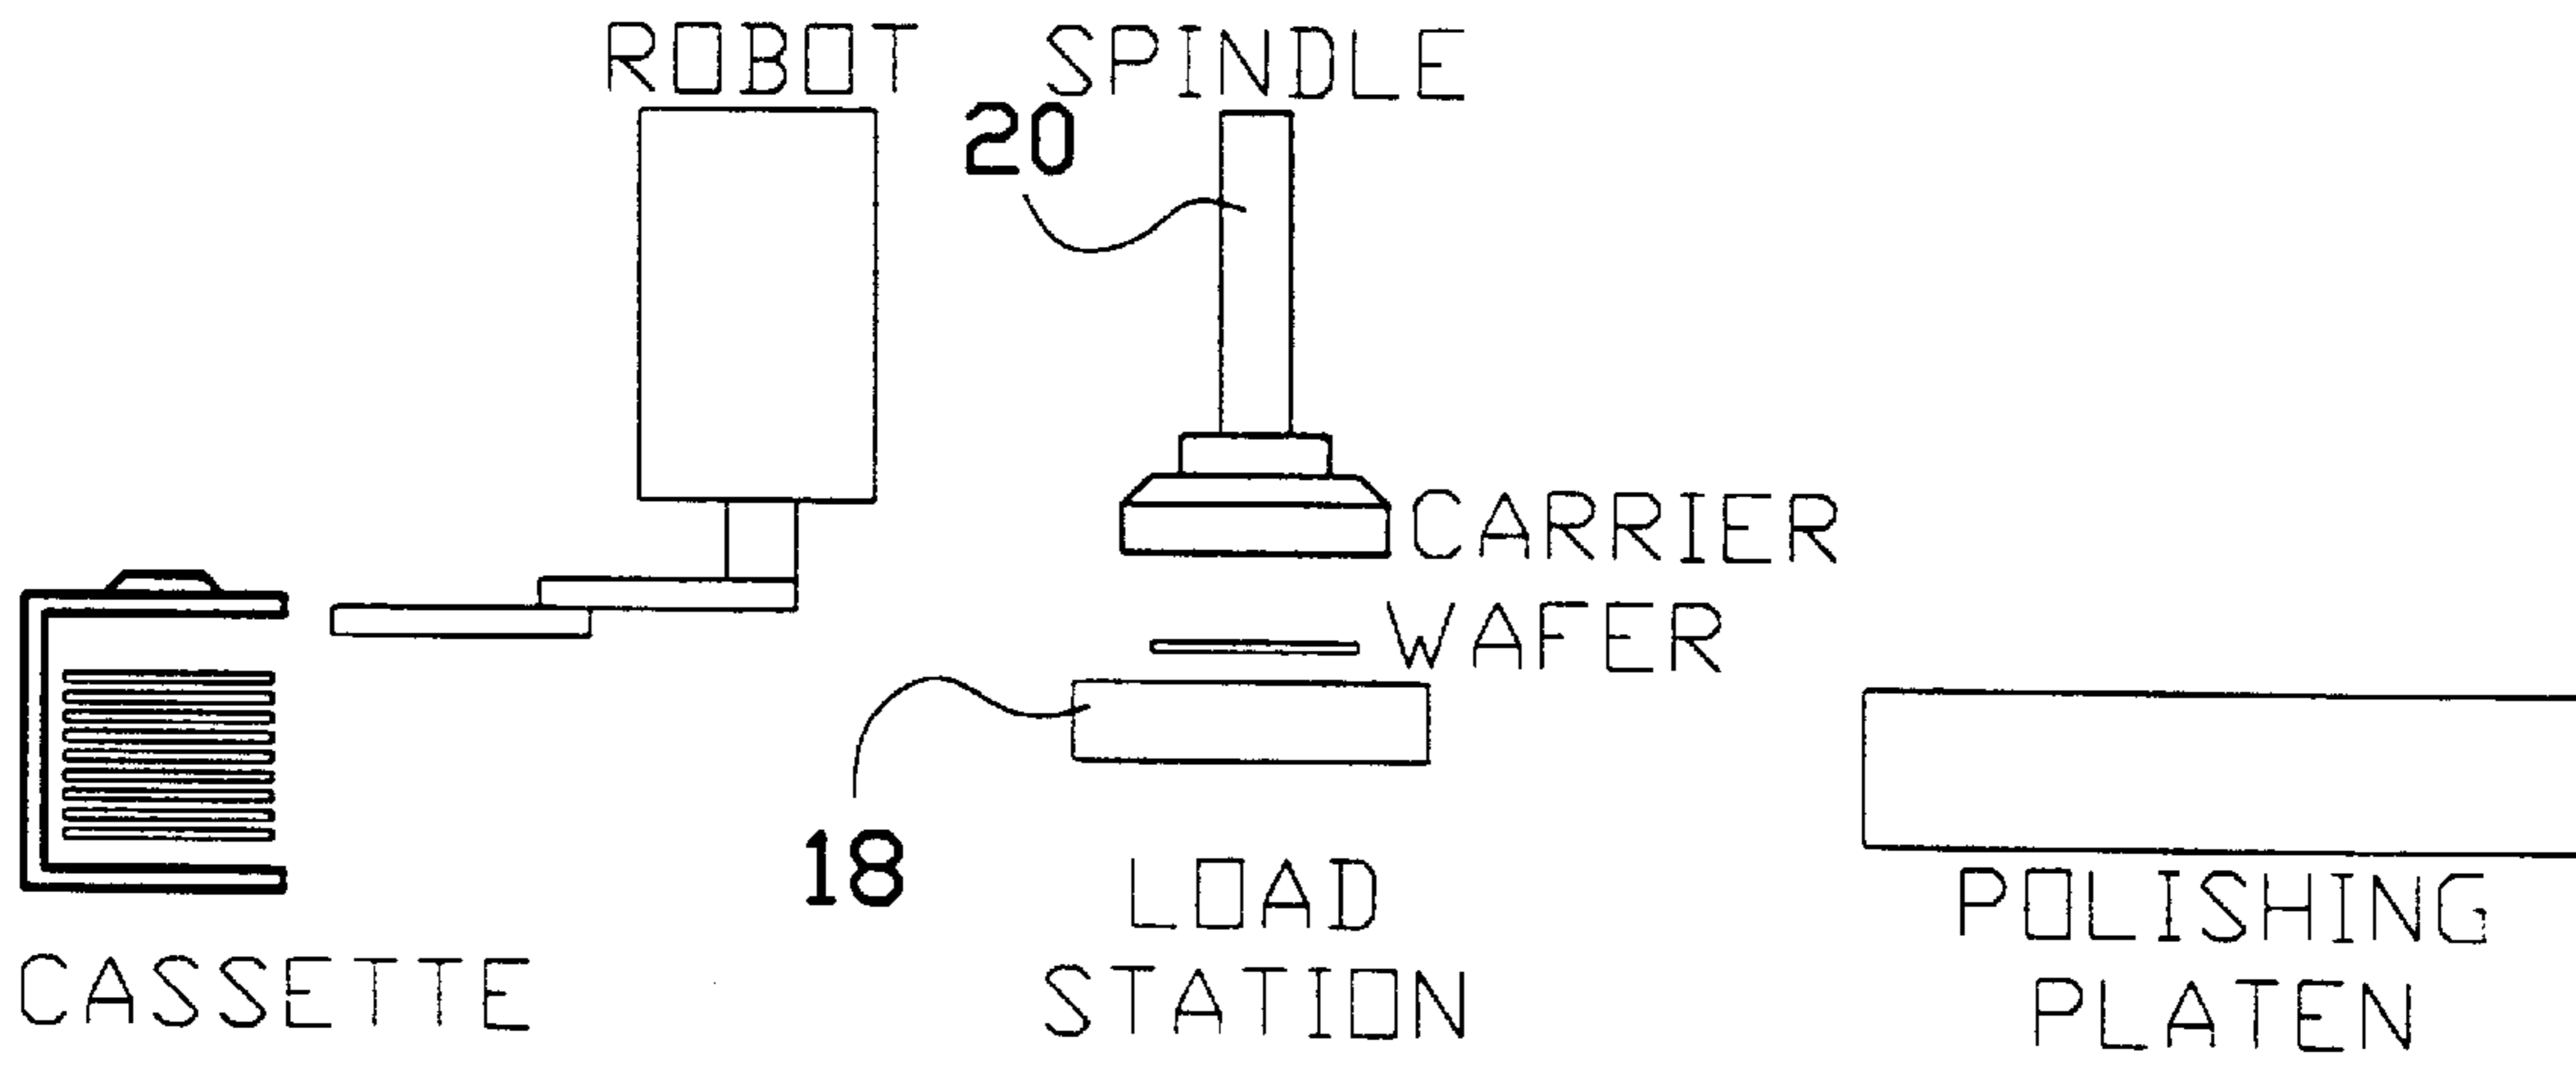 ROBOT SPINDLE
20
CARRIER
WAFER
18
LOAD
STATION
POLISHING
PLATEN
CASSETTE